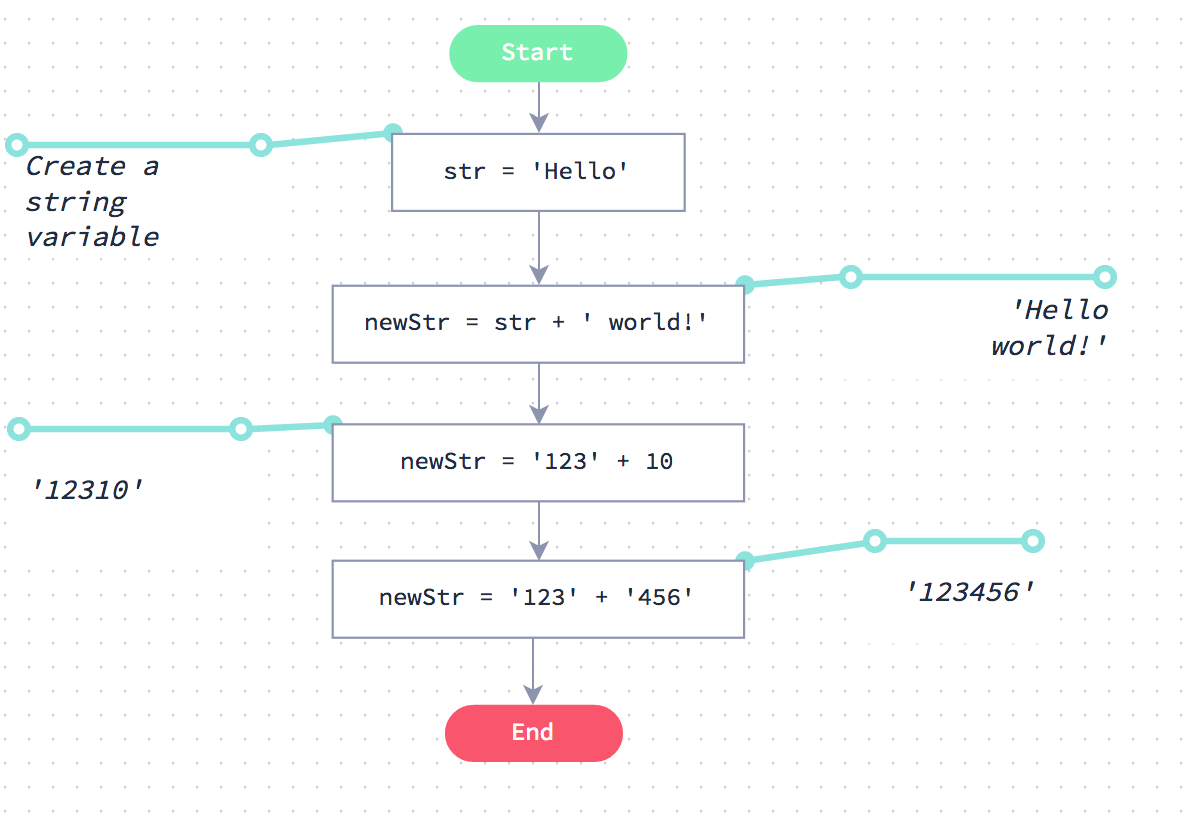 Start
Create a
string
variable
str = 'Hello'
newStr = str + ' world!'
'Hello
world!'
newStr = '123' + 10
'12310'
newStr = '123' + '456'
'123456'
End